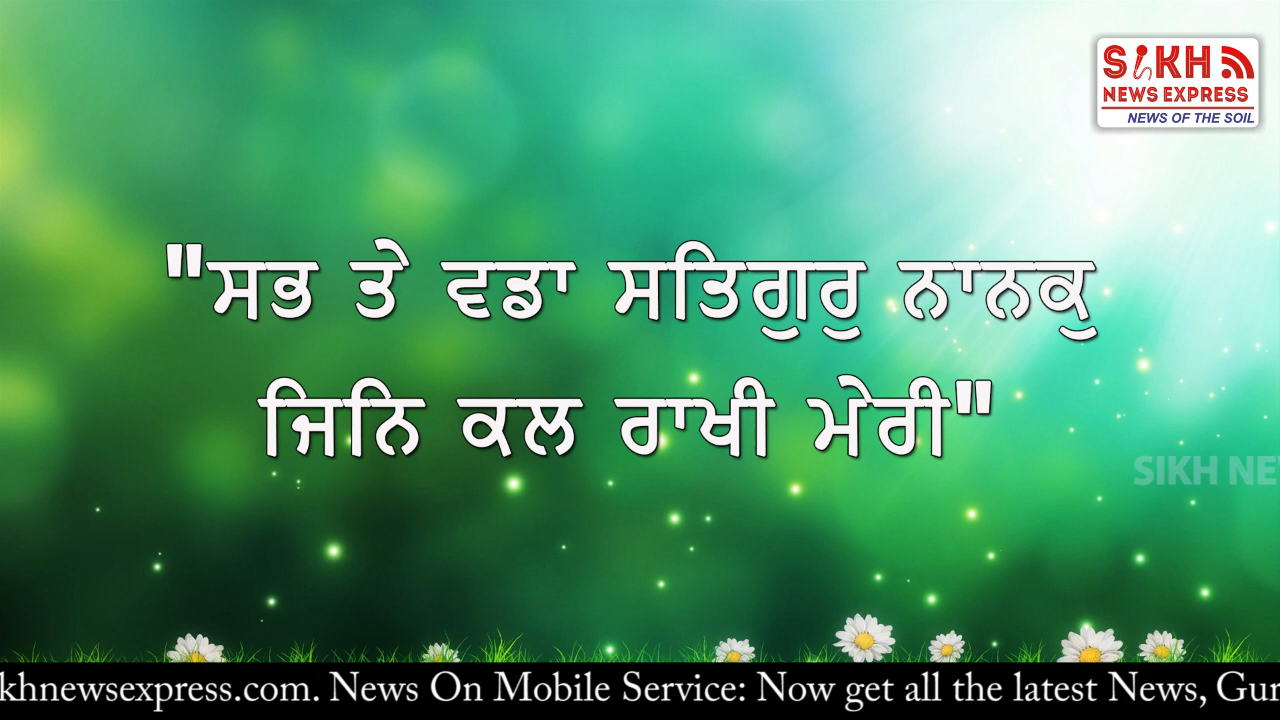 SIKH
NEWS EXPRESS
NEWS OF THE SOIL
"ਸਭ ਤੇ ਵਡਾ ਸਤਿਗੁਰੁ ਨਾਨਕੁ
ਜਿਨਿ ਕਲ ਰਾਖੀ ਮੇਰੀ"
SIKH NE
khnewsexpress.com. News On Mobile Service: Now get all the latest News, Gur